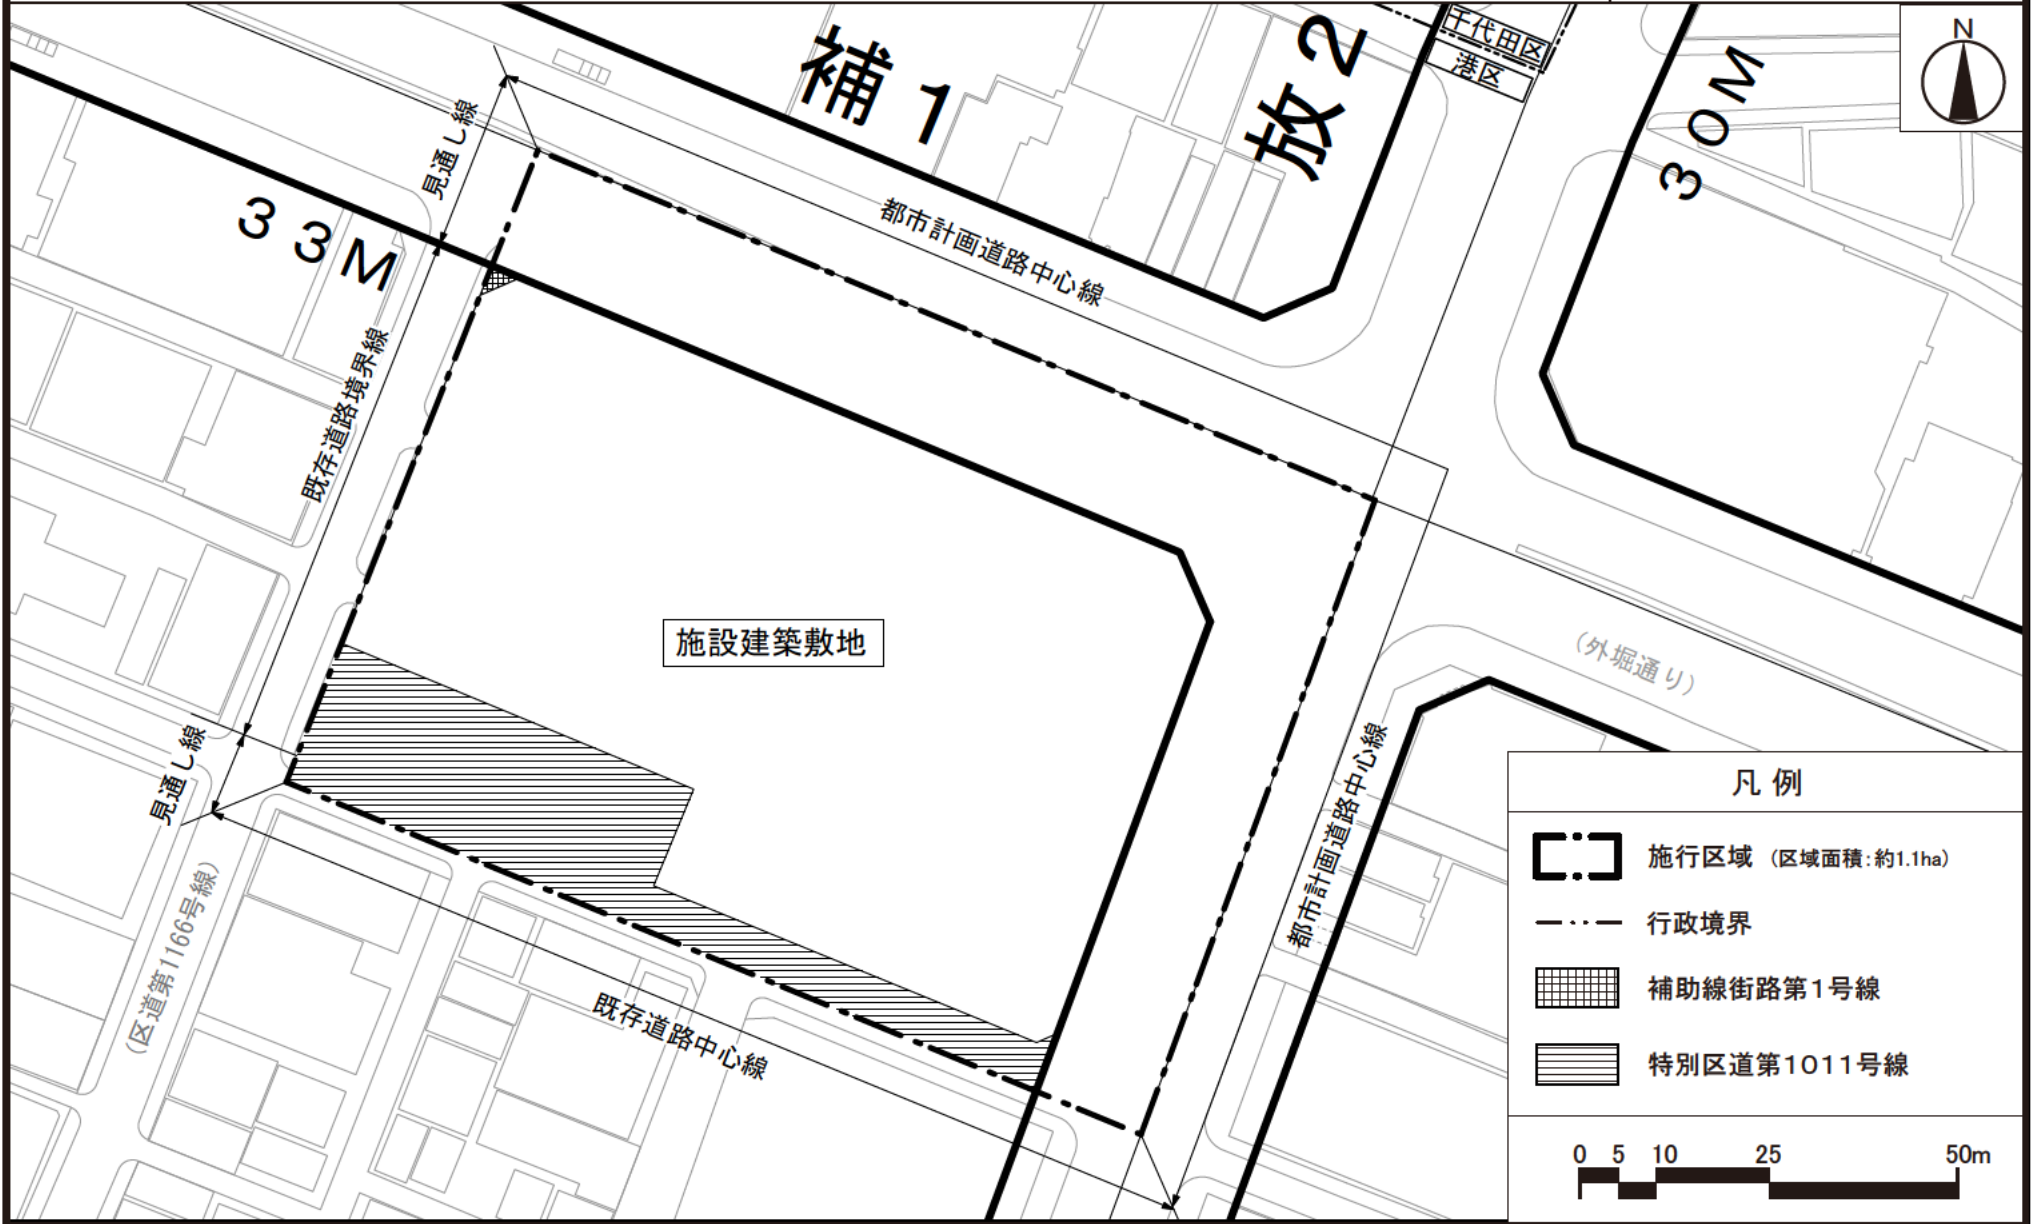 千代田区
港区
N
補1
放2
30M
33M
見通し線
都市計画道路中心線
既存道路境界線
施設建築敷地
(外堀通り)
見通し線
都市計画道路中心線
(区道第1166号線)
既存道路中心線
凡例
施行区域 (区域面積:約1.1ha)
行政境界
補助線街路第1号線
特別区道第1011号線
0 5 10 25 50m